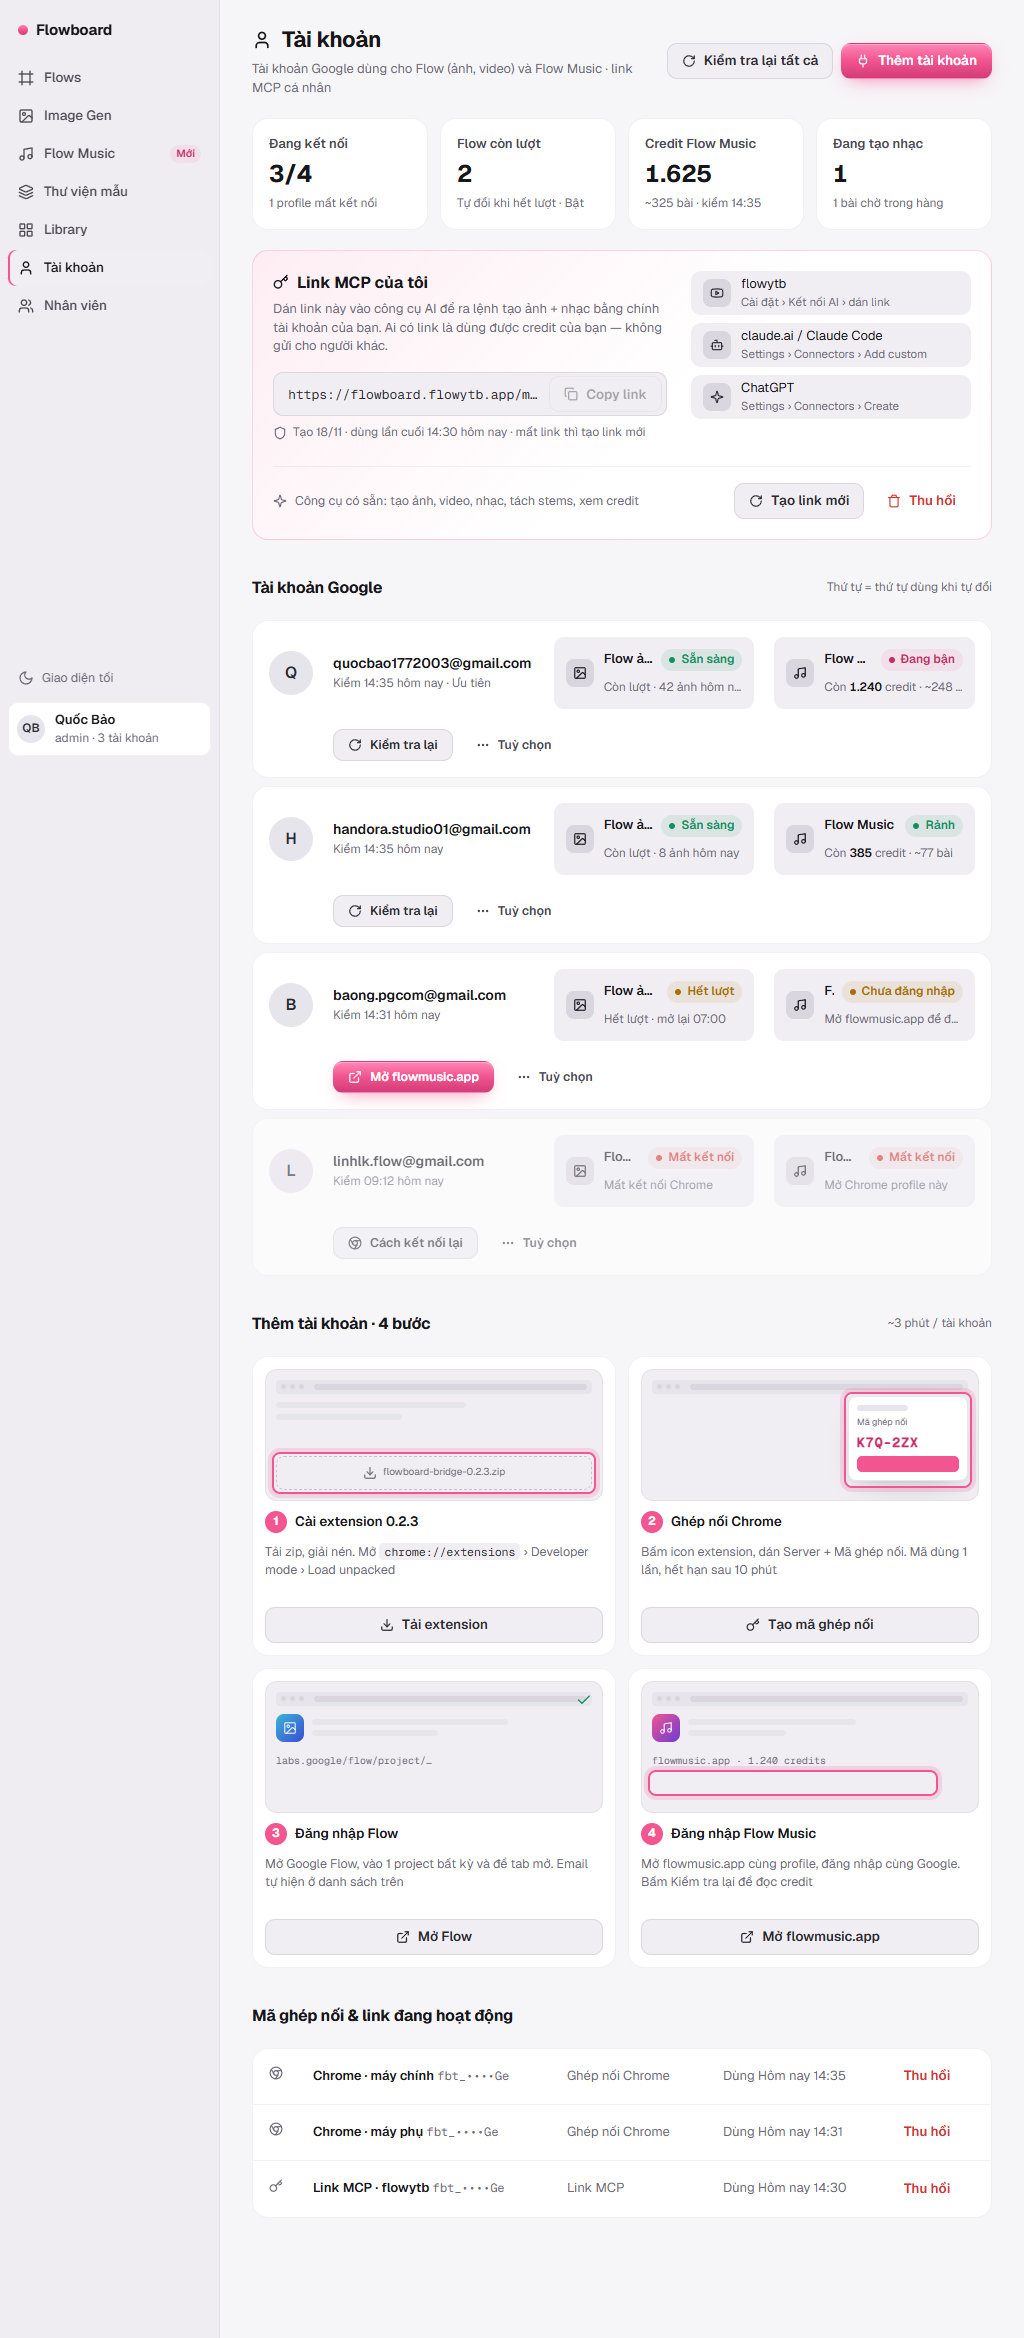 Flowboard
Flows
Image Gen
Flow Music
Mới
Thư viện mẫu
Library
Tài khoản
Nhân viên
Giao diện tối
QB
Quốc Bảo
admin · 3 tài khoản
Tài khoản
Tài khoản Google dùng cho Flow (ảnh, video) và Flow Music · link
MCP cá nhân
Kiểm tra lại tất cả
Thêm tài khoản
Đang kết nối
3/4
1 profile mất kết nối
Flow còn lượt
2
Tự đổi khi hết lượt · Bật
Credit Flow Music
1.625
~325 bài · kiểm 14:35
Đang tạo nhạc
1
1 bài chờ trong hàng
Link MCP của tôi
Dán link này vào công cụ AI để ra lệnh tạo ảnh + nhạc bằng chính
tài khoản của bạn. Ai có link là dùng được credit của bạn — không
gửi cho người khác.
https://flowboard.flowytb.app/m…
Copy link
Tạo 18/11 · dùng lần cuối 14:30 hôm nay · mất link thì tạo link mới
flowytb
Cài đặt › Kết nối AI › dán link
claude.ai / Claude Code
Settings › Connectors › Add custom
ChatGPT
Settings › Connectors › Create
Công cụ có sẵn: tạo ảnh, video, nhạc, tách stems, xem credit
Tạo link mới
Thu hồi
Tài khoản Google
Thứ tự = thứ tự dùng khi tự đổi
Q
quocbao1772003@gmail.com
Kiểm 14:35 hôm nay · Ưu tiên
Flow ả…
Sẵn sàng
Còn lượt · 42 ảnh hôm n…
Flow …
Đang bận
Còn 1.240 credit · ~248 …
Kiểm tra lại
Tuỳ chọn
H
handora.studio01@gmail.com
Kiểm 14:35 hôm nay
Flow ả…
Sẵn sàng
Còn lượt · 8 ảnh hôm nay
Flow Music
Rảnh
Còn 385 credit · ~77 bài
Kiểm tra lại
Tuỳ chọn
B
baong.pgcom@gmail.com
Kiểm 14:31 hôm nay
Flow ả…
Hết lượt
Hết lượt · mở lại 07:00
F.
Chưa đăng nhập
Mở flowmusic.app để đ…
Mở flowmusic.app
Tuỳ chọn
L
linhlk.flow@gmail.com
Kiểm 09:12 hôm nay
Flo…
Mất kết nối
Mất kết nối Chrome
Flo…
Mất kết nối
Mở Chrome profile này
Cách kết nối lại
Tuỳ chọn
Thêm tài khoản · 4 bước
~3 phút / tài khoản
flowboard-bridge-0.2.3.zip
1
Cài extension 0.2.3
Tải zip, giải nén. Mở chrome://extensions › Developer
mode › Load unpacked
Tải extension
Mã ghép nối
K7Q-2ZX
2
Ghép nối Chrome
Bấm icon extension, dán Server + Mã ghép nối. Mã dùng 1
lần, hết hạn sau 10 phút
Tạo mã ghép nối
labs.google/flow/project/…
3
Đăng nhập Flow
Mở Google Flow, vào 1 project bất kỳ và để tab mở. Email
tự hiện ở danh sách trên
Mở Flow
flowmusic.app · 1.240 credits
4
Đăng nhập Flow Music
Mở flowmusic.app cùng profile, đăng nhập cùng Google.
Bấm Kiểm tra lại để đọc credit
Mở flowmusic.app
Mã ghép nối & link đang hoạt động
Chrome · máy chính fbt_••••Ge
Ghép nối Chrome
Dùng Hôm nay 14:35
Thu hồi
Chrome · máy phụ fbt_••••Ge
Ghép nối Chrome
Dùng Hôm nay 14:31
Thu hồi
Link MCP · flowytb fbt_••••Ge
Link MCP
Dùng Hôm nay 14:30
Thu hồi